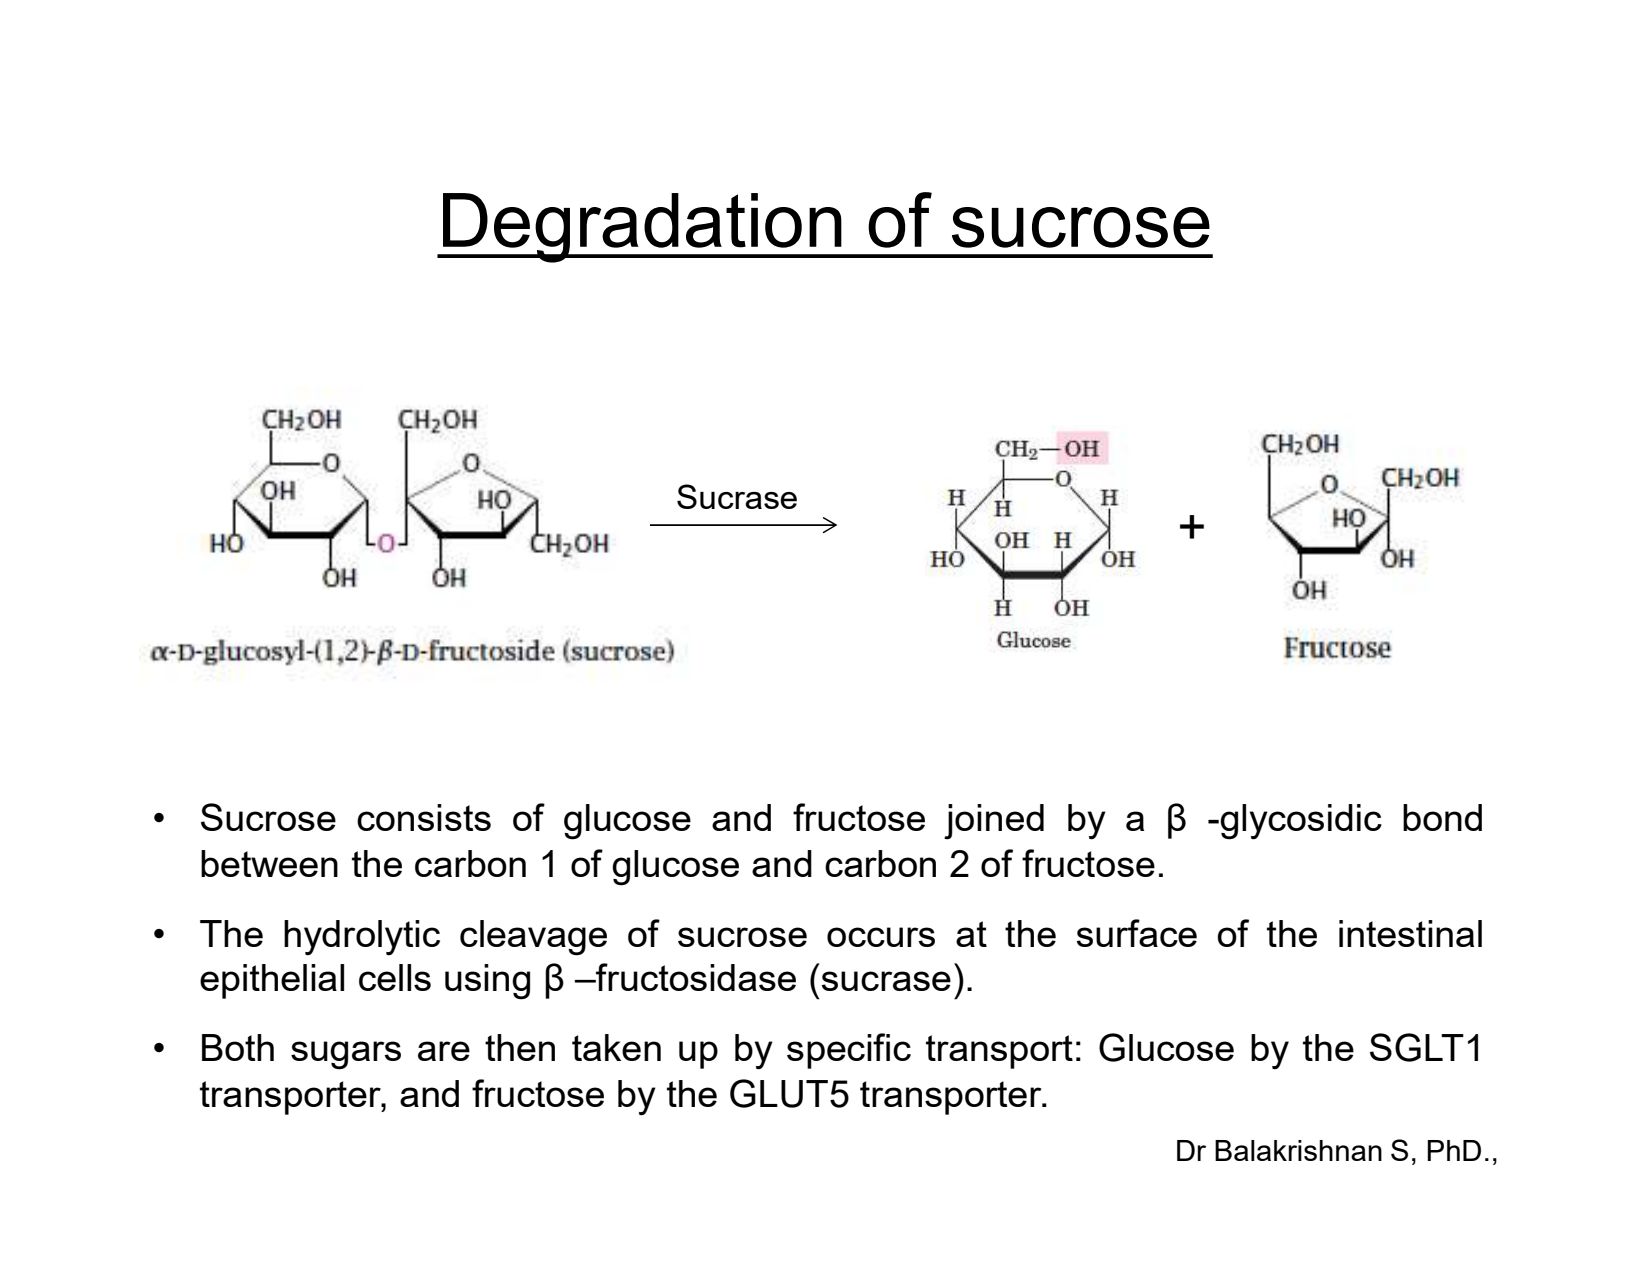 Degradation of sucrose
CH₂OH CH₂OH
O O
OH HO
HO O CH₂OH
OH OH
α-D-glucosyl-(1,2)-β-D-fructoside (sucrose)
Sucrase
CH₂—OH
O
H H H
OH H
HO OH
H OH
Glucose
+
CH₂OH
O CH₂OH
HO
OH
OH
Fructose
• Sucrose consists of glucose and fructose joined by a β -glycosidic bond
between the carbon 1 of glucose and carbon 2 of fructose.
• The hydrolytic cleavage of sucrose occurs at the surface of the intestinal
epithelial cells using β –fructosidase (sucrase).
• Both sugars are then taken up by specific transport: Glucose by the SGLT1
transporter, and fructose by the GLUT5 transporter.
Dr Balakrishnan S, PhD.,